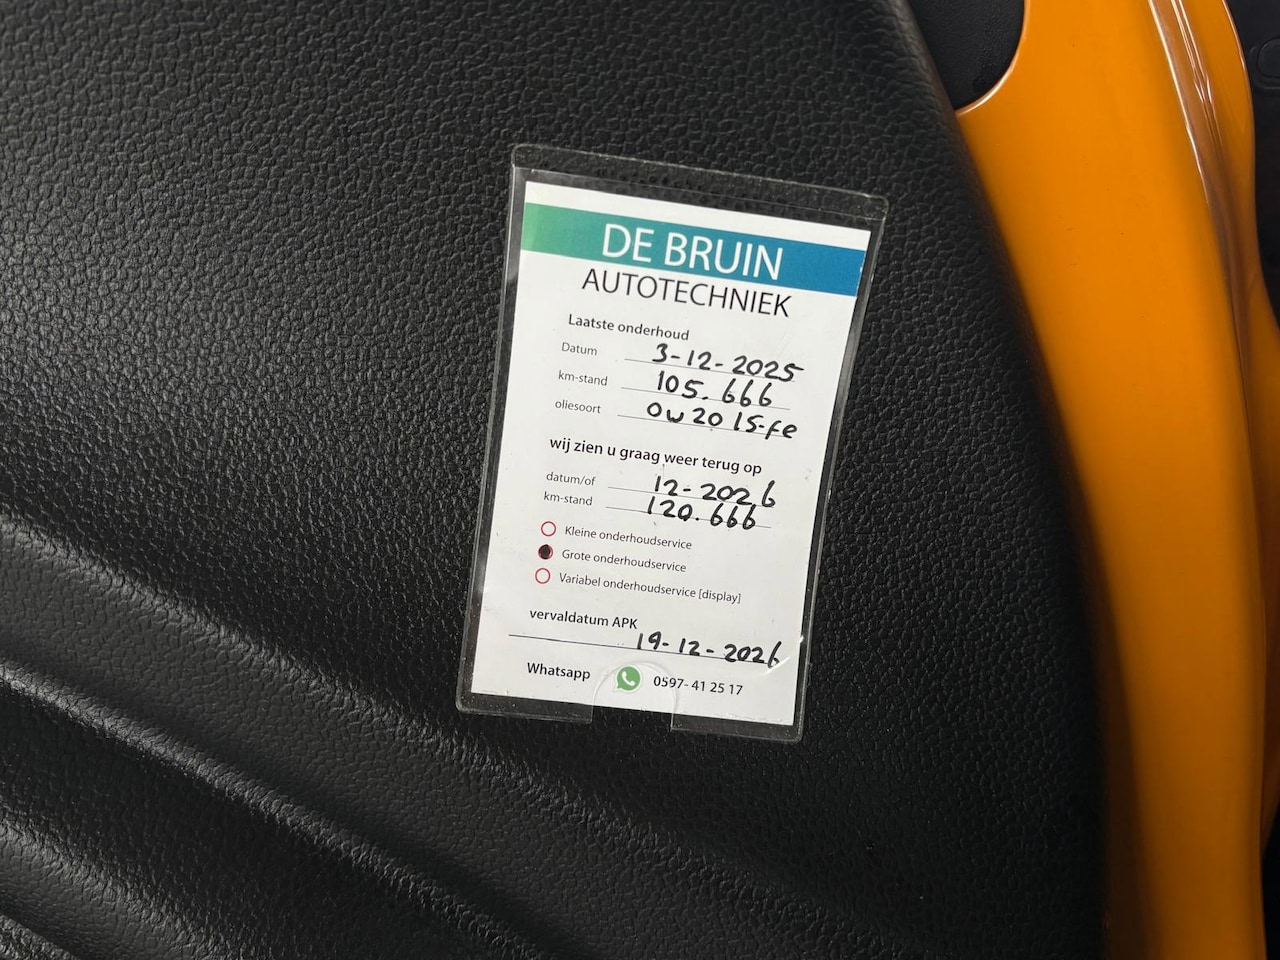 DE BRUIN
AUTOTECHNIEK
Laatste onderhoud
Datum 3-12-2025
km-stand 105.666
oliesoort 0w20 15-fe
wij zien u graag weer terug op
datum/of 12-2026
km-stand 120.666
Kleine onderhoudservice
Grote onderhoudservice
Variabel onderhoudservice [display]
vervaldatum APK
19-12-2026
Whatsapp 0597- 41 25 17